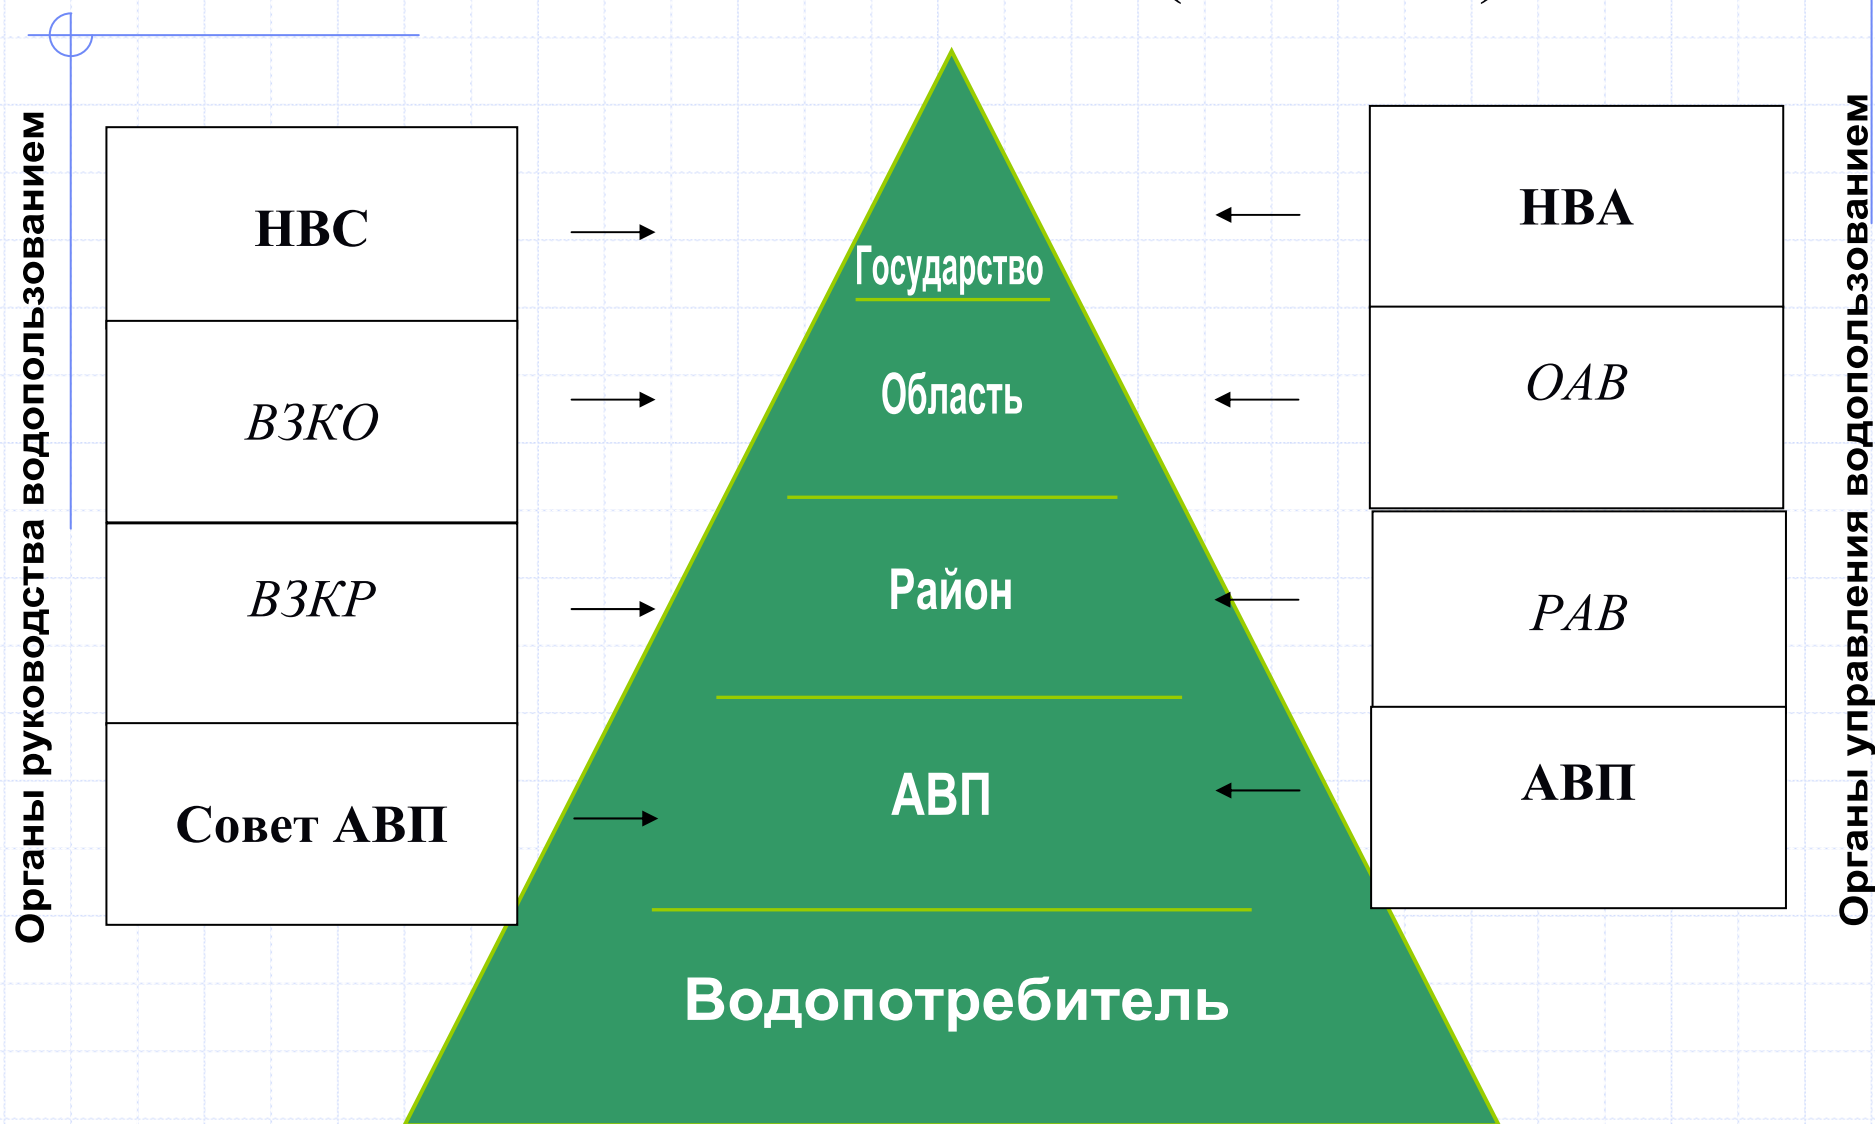 Органы руководства водопользованием
НВС
ВЗКО
ВЗКР
Совет АВП
Государство
Область
Район
АВП
Водопотребитель
НВА
ОАВ
РАВ
АВП
Органы управления водопользованием